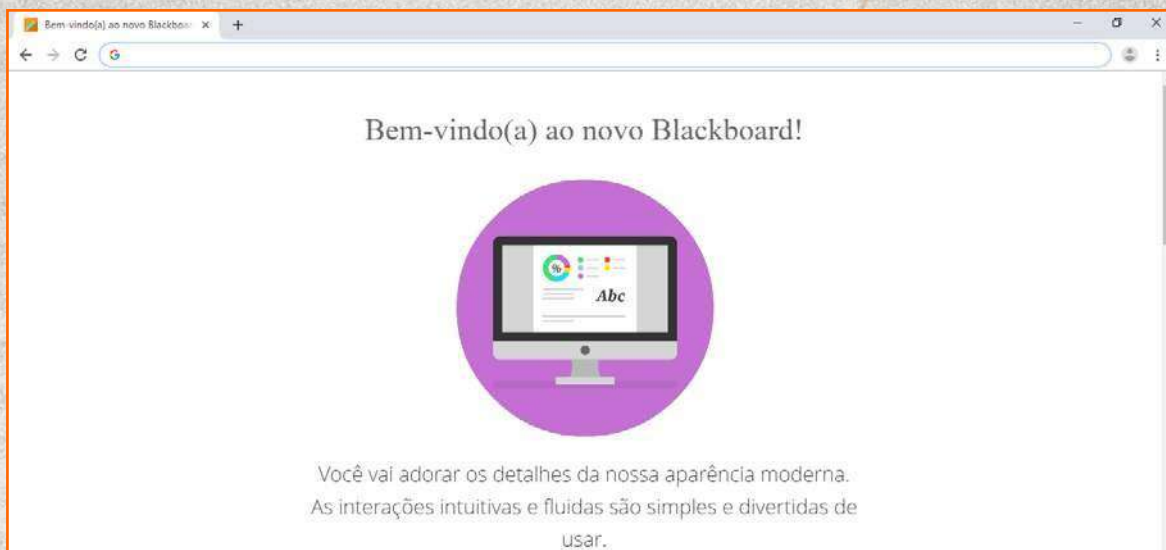 Bem-vindo(a) ao novo Blackboar
Bem-vindo(a) ao novo Blackboard!
%
Abc
Você vai adorar os detalhes da nossa aparência moderna.
As interações intuitivas e fluidas são simples e divertidas de
usar.